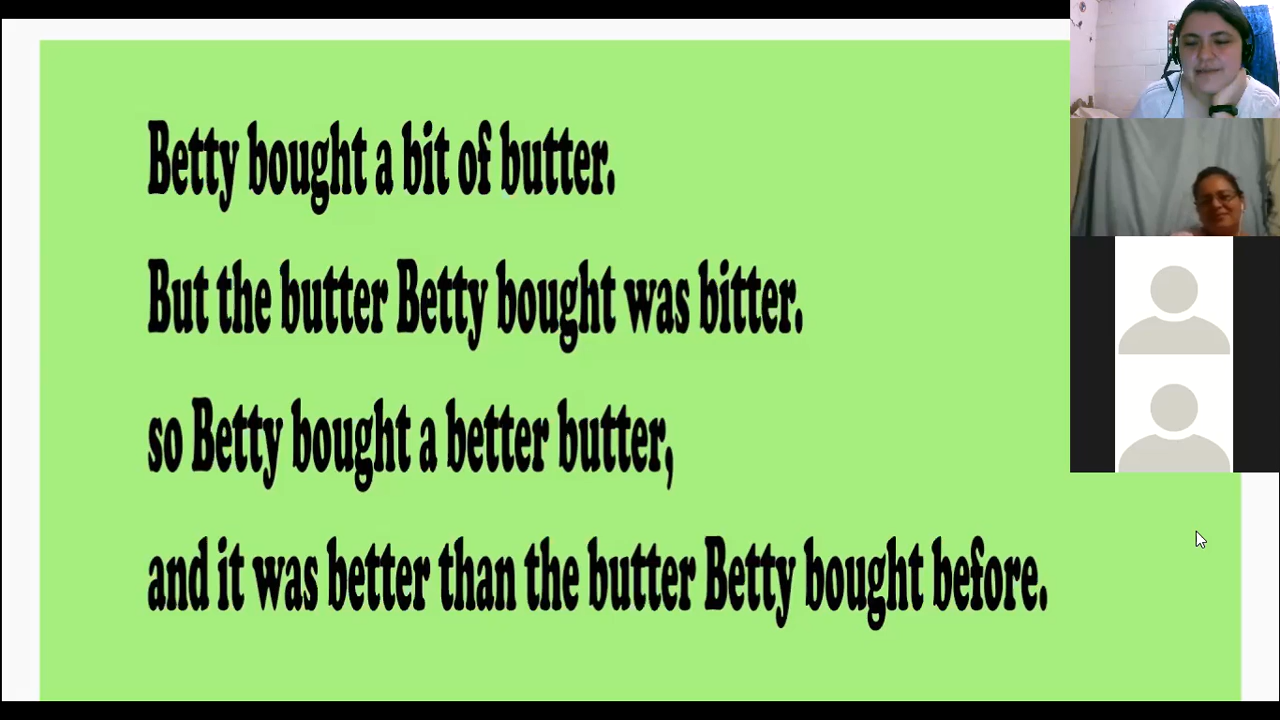 Betty bought a bit of butter.
But the butter Betty bought was bitter.
so Betty bought a better butter,
and it was better than the butter Betty bought before.